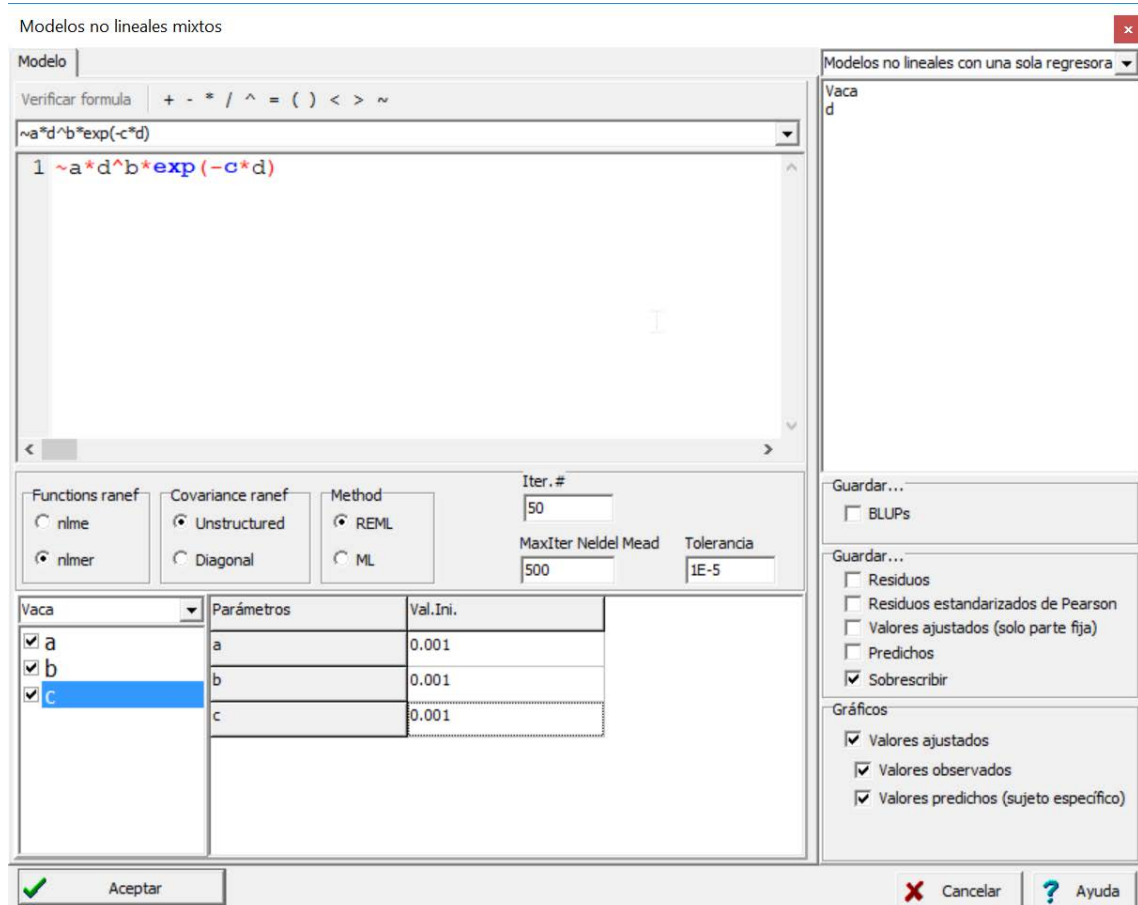 Modelos no lineales mixtos
Modelo
Modelos no lineales con una sola regresora
Verificar formula + - * / ^ = ( ) < > ~
Vaca
d
~a*d^b*exp(-c*d)
1 ~a*d^b*exp(-c*d)
Functions ranef
nlme
nlmer
Covariance ranef
Unstructured
Diagonal
Method
REML
ML
Iter.#
50
MaxIter Neldel Mead
500
Tolerancia
1E-5
Guardar...
BLUPs
Guardar...
Residuos
Residuos estandarizados de Pearson
Valores ajustados (solo parte fija)
Predichos
Sobrescribir
Vaca
a
b
c
Parámetros Val.Ini.
a 0.001
b 0.001
c 0.001
Gráficos
Valores ajustados
Valores observados
Valores predichos (sujeto específico)
Aceptar
Cancelar
? Ayuda